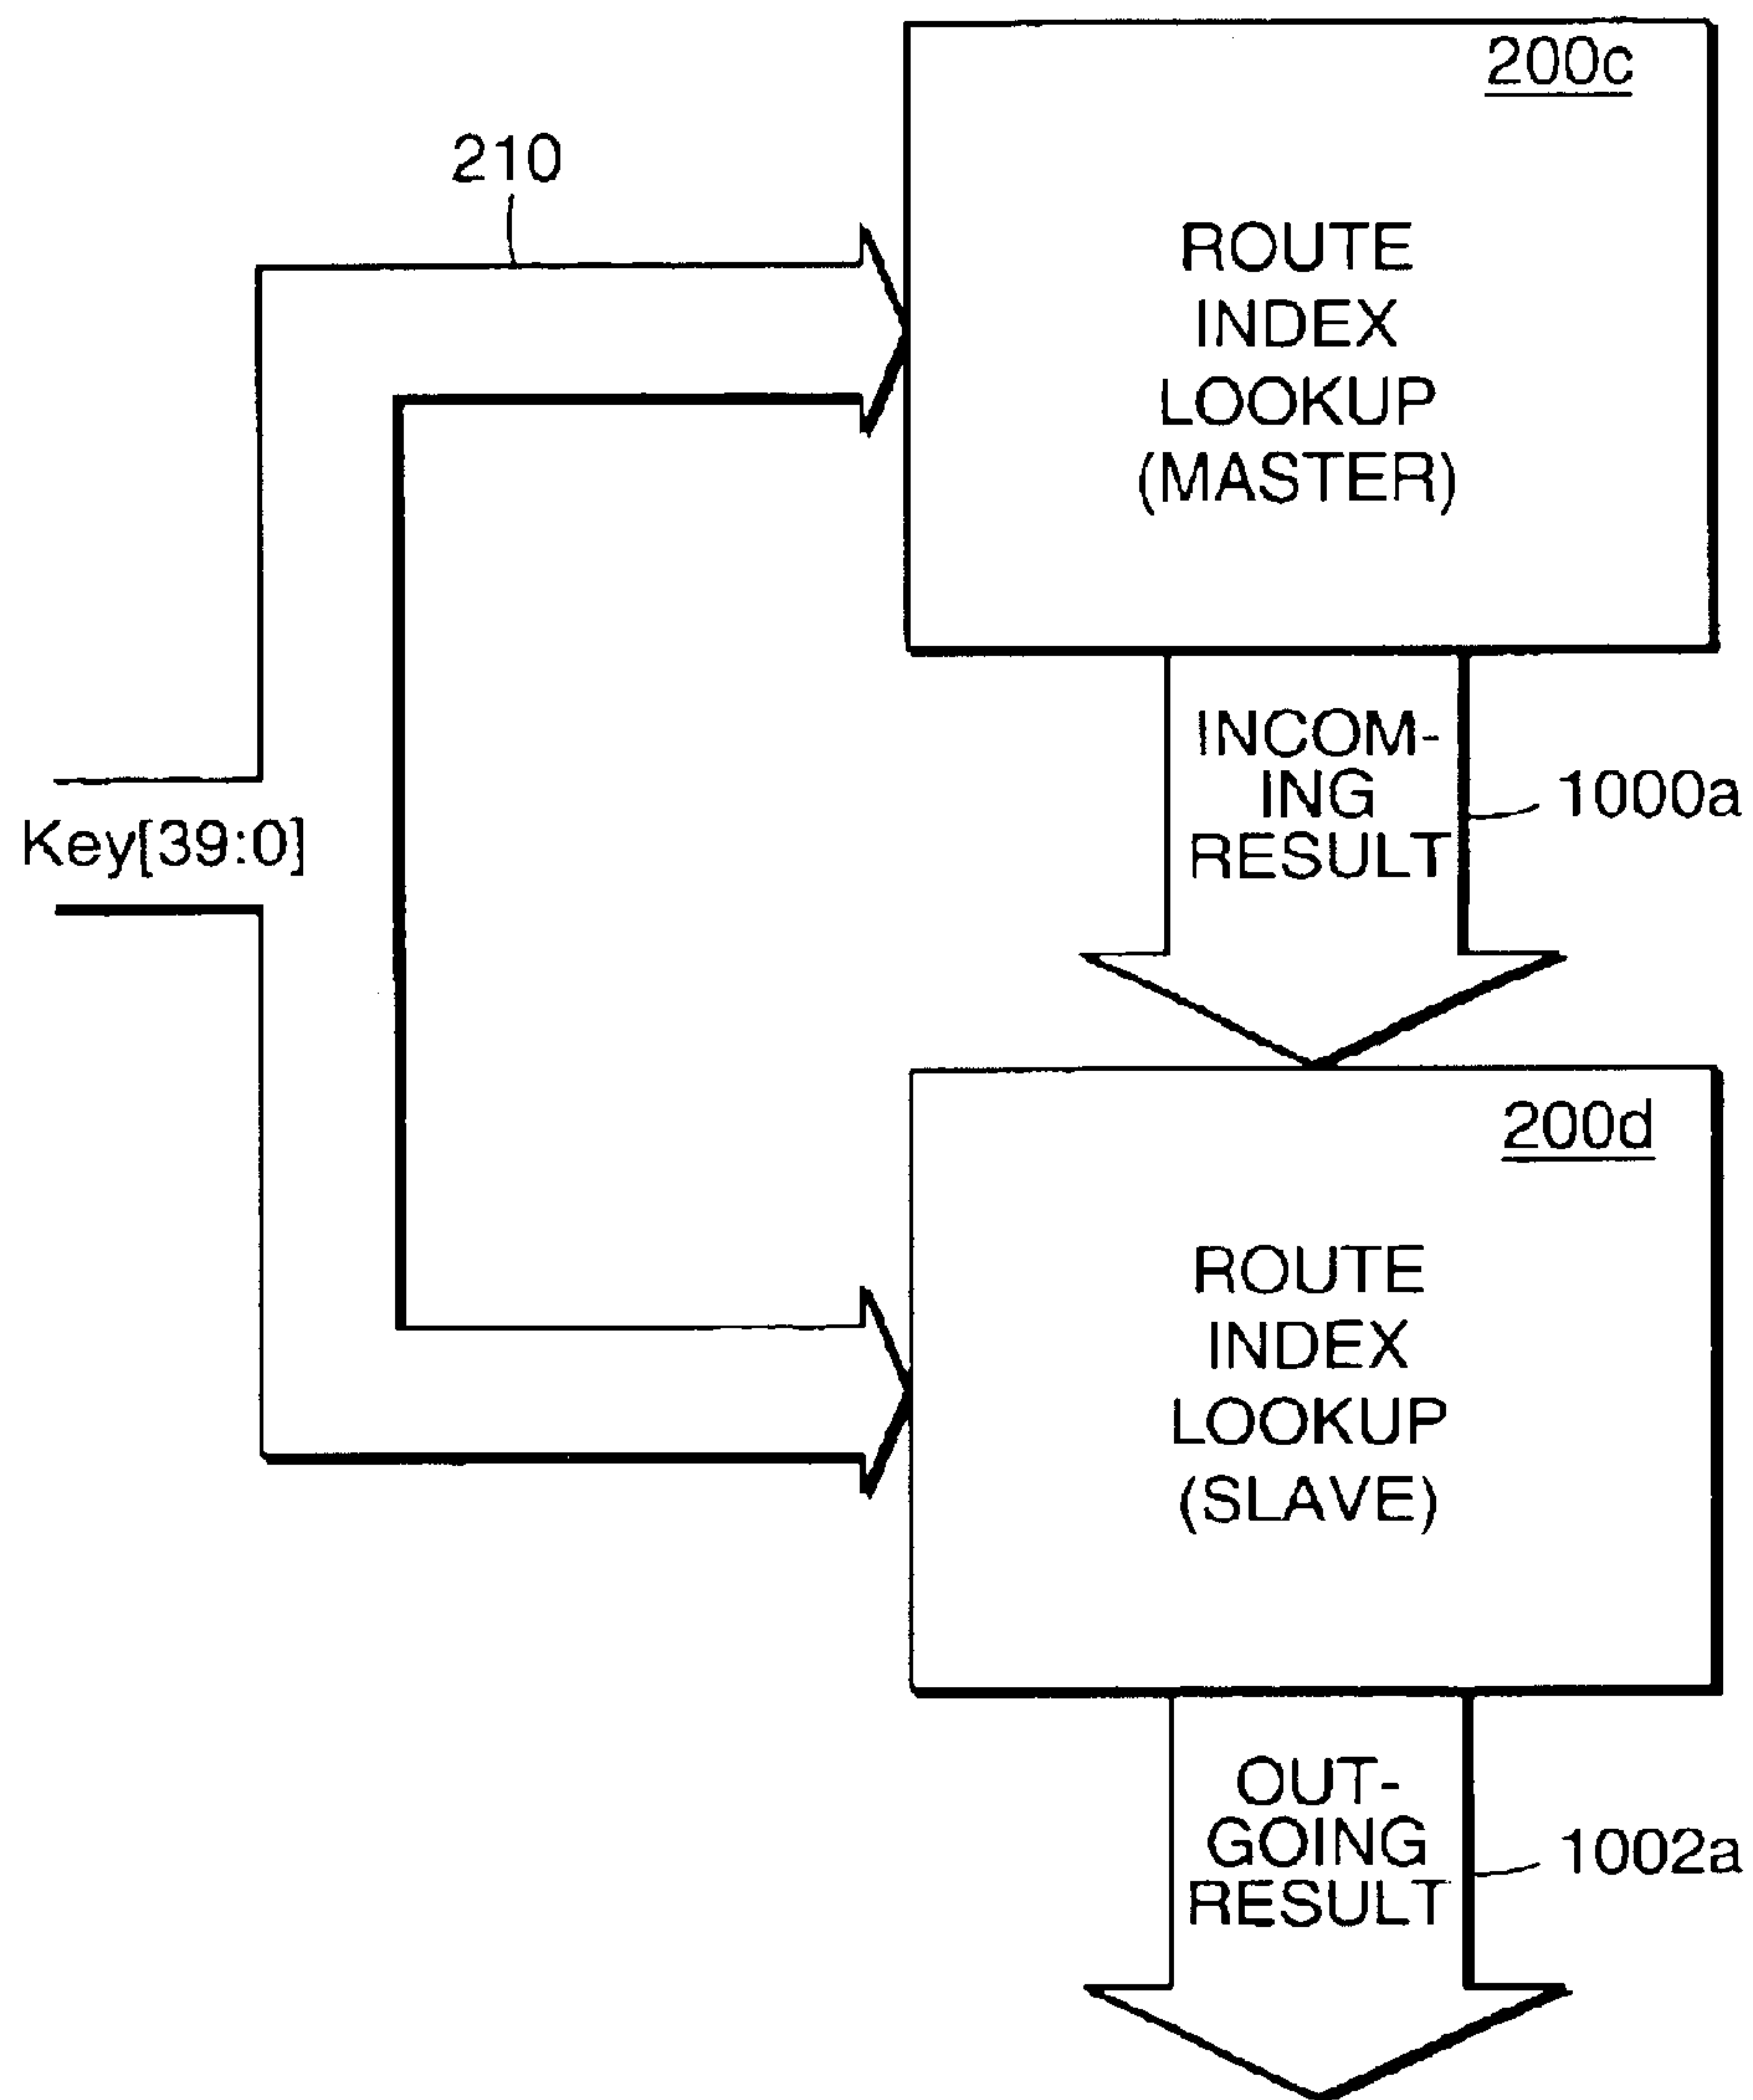 200c
210
ROUTE
INDEX
LOOKUP
(MASTER)
INCOM-
ING
RESULT
1000a
Key[39:0]
200d
ROUTE
INDEX
LOOKUP
(SLAVE)
OUT-
GOING
RESULT
1002a